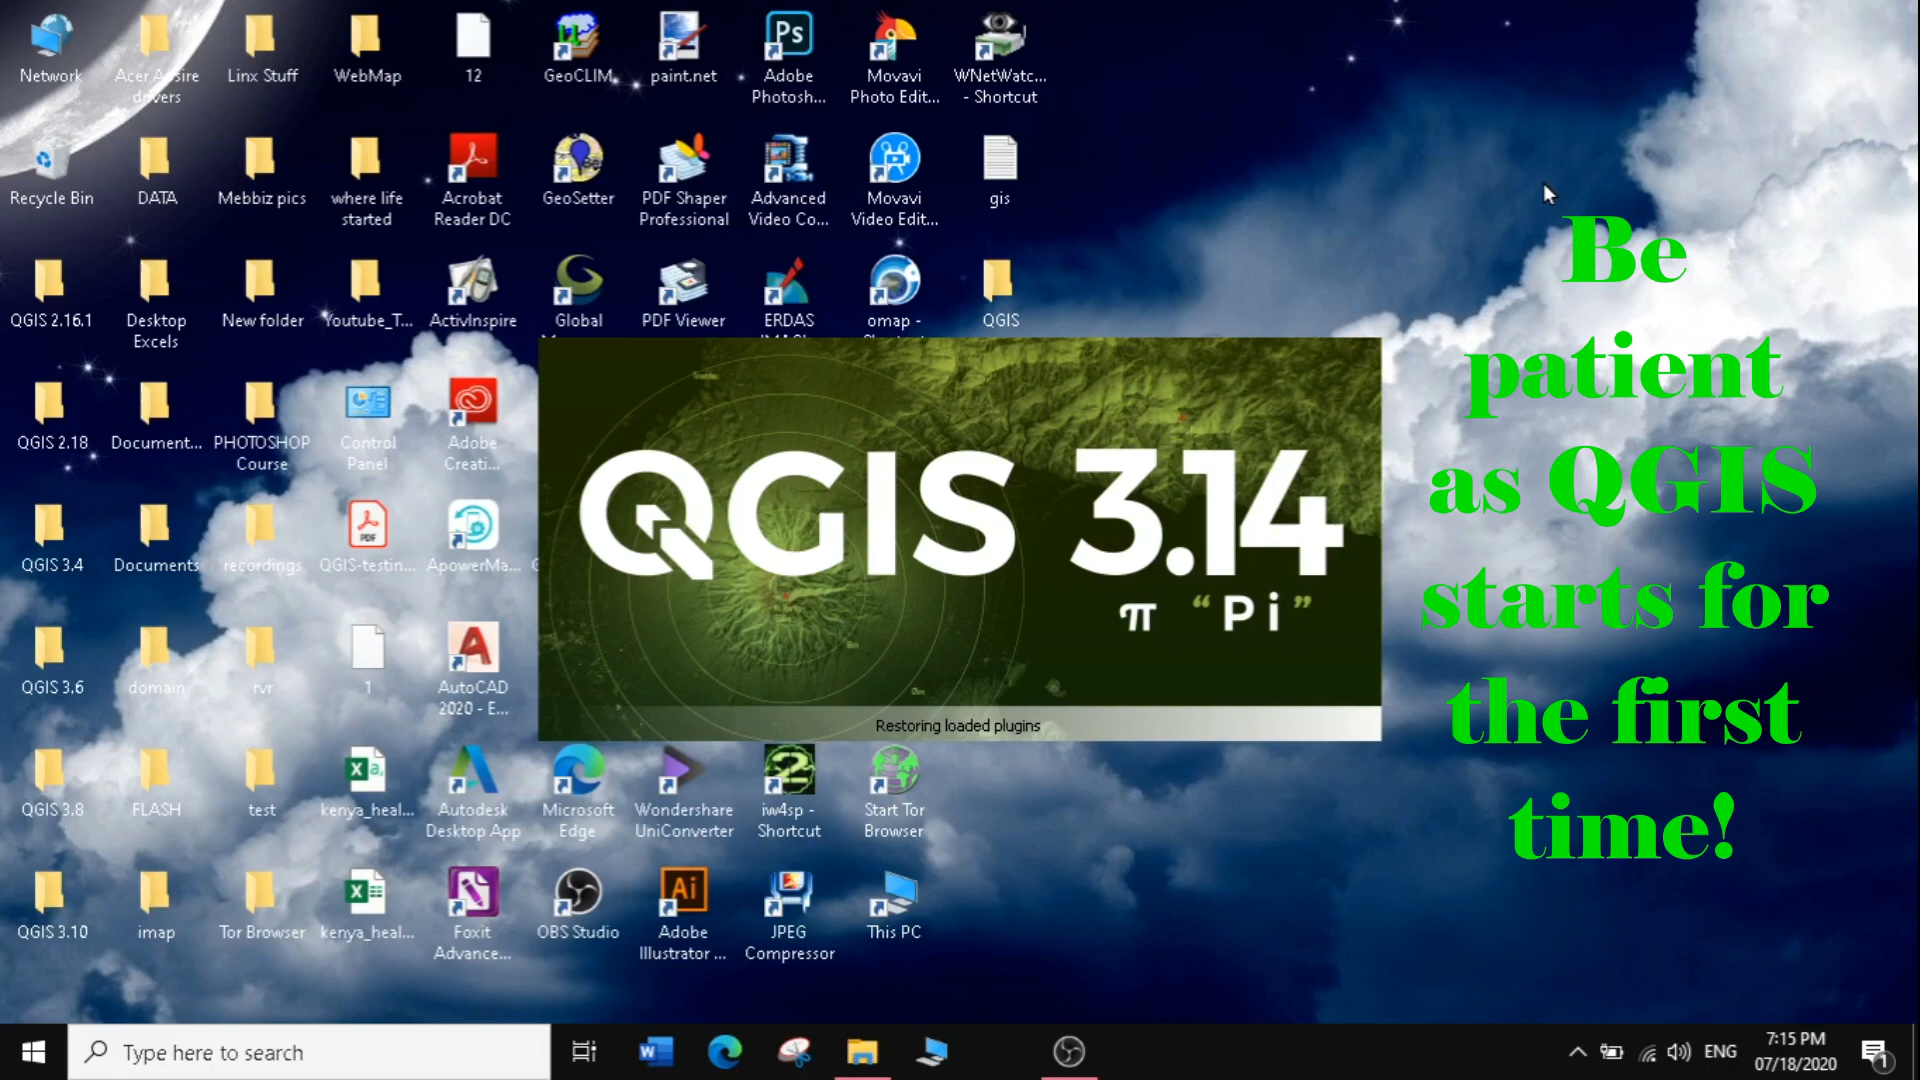 Network
Acer Aspire
drivers
Linx Stuff
WebMap
12
GeoCLIM
paint.net
Adobe
Photosh...
Movavi
Photo Edit...
WNetWatc...
- Shortcut
Recycle Bin
DATA
Mebbiz pics
where life
started
Acrobat
Reader DC
GeoSetter
PDF Shaper
Professional
Advanced
Video Co...
Movavi
Video Edit...
gis
QGIS 2.16.1
Desktop
Excels
New folder
Youtube_T...
ActivInspire
Global
PDF Viewer
ERDAS
omap -
QGIS
QGIS 2.18
Document...
PHOTOSHOP
Course
Control
Panel
Adobe
Creati...
QGIS 3.4
Documents
recordings
QGIS-testin...
ApowerMa...
QGIS 3.6
domain
rvr
1
AutoCAD
2020 - E...
QGIS 3.14
π “Pi”
Restoring loaded plugins
QGIS 3.8
FLASH
test
kenya_heal...
Autodesk
Desktop App
Microsoft
Edge
Wondershare
UniConverter
iw4sp -
Shortcut
Start Tor
Browser
QGIS 3.10
imap
Tor Browser
kenya_heal...
Foxit
Advance...
OBS Studio
Adobe
Illustrator ...
JPEG
Compressor
This PC
Be
patient
as QGIS
starts for
the first
time!
Type here to search
ENG
7:15 PM
07/18/2020
1